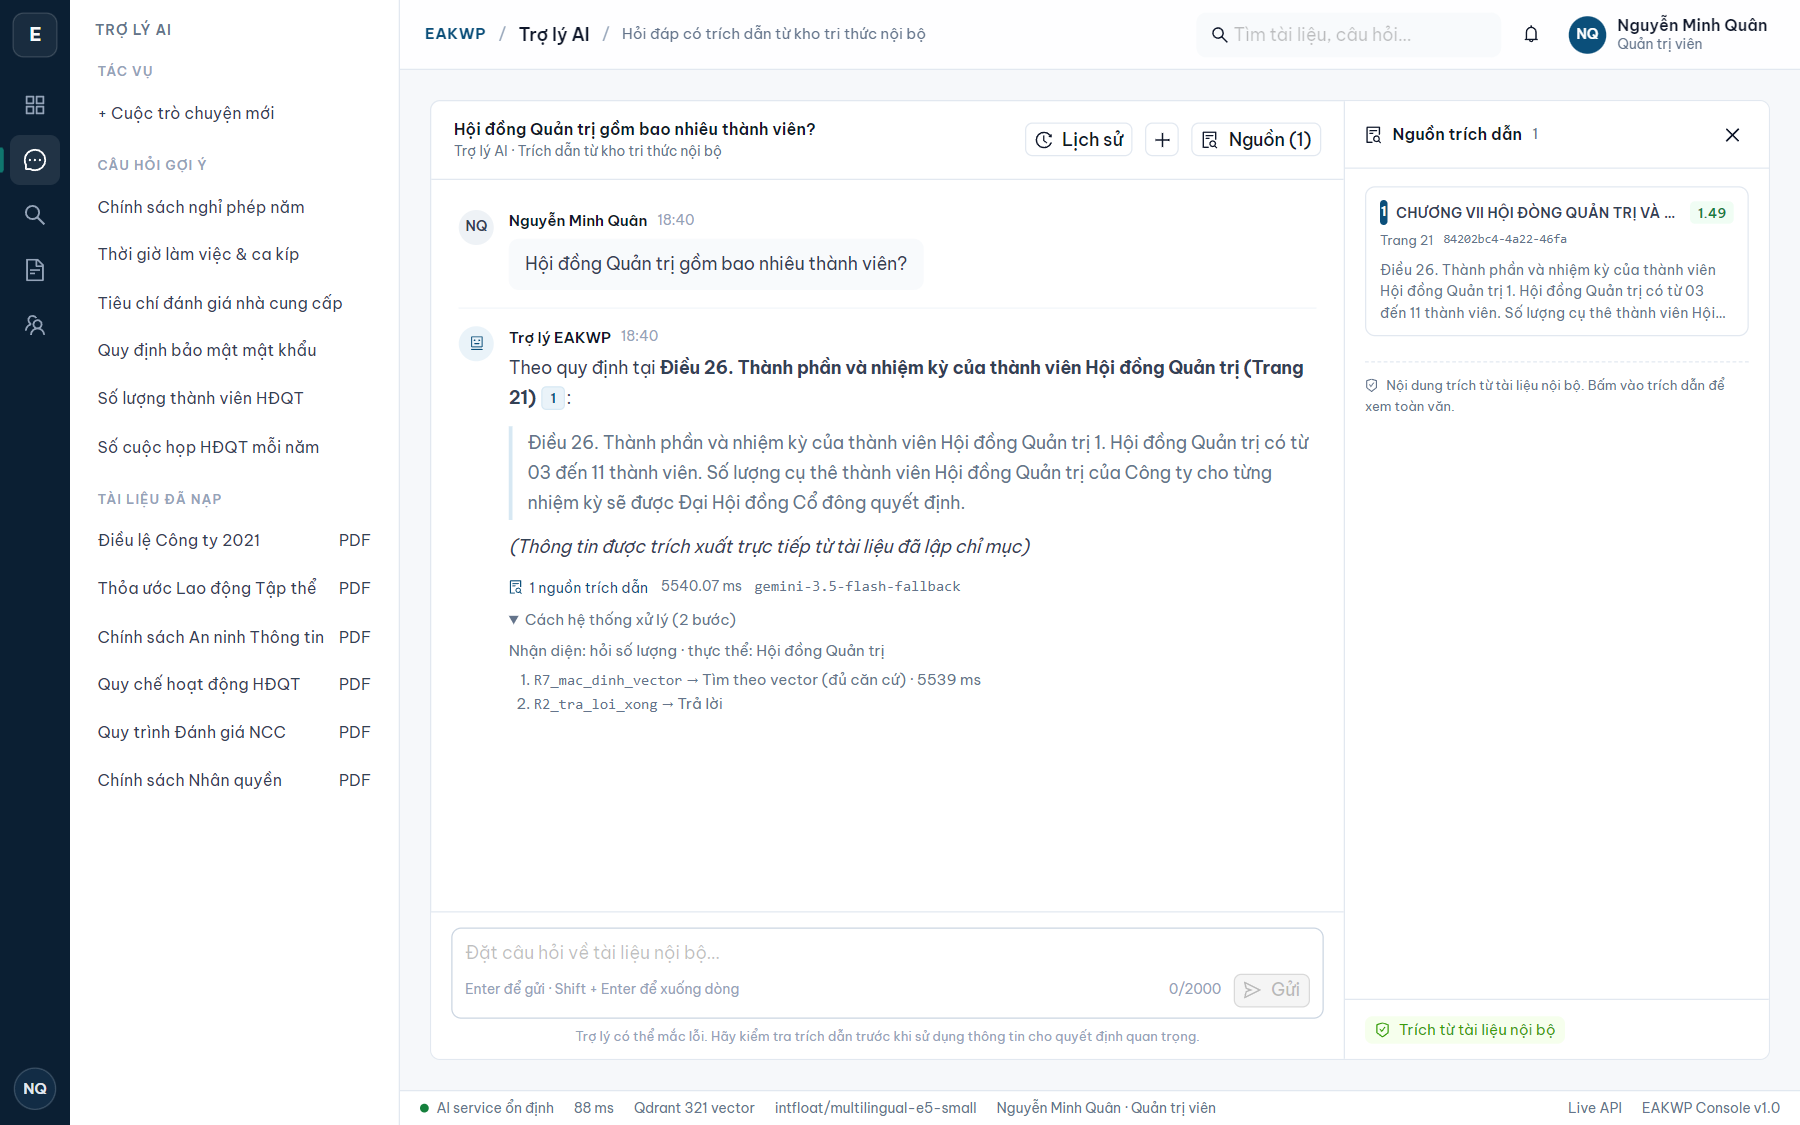 E
TRỢ LÝ AI
TÁC VỤ
+ Cuộc trò chuyện mới
CÂU HỎI GỢI Ý
Chính sách nghỉ phép năm
Thời giờ làm việc & ca kíp
Tiêu chí đánh giá nhà cung cấp
Quy định bảo mật mật khẩu
Số lượng thành viên HĐQT
Số cuộc họp HĐQT mỗi năm
TÀI LIỆU ĐÃ NẠP
Điều lệ Công ty 2021 PDF
Thỏa ước Lao động Tập thể PDF
Chính sách An ninh Thông tin PDF
Quy chế hoạt động HĐQT PDF
Quy trình Đánh giá NCC PDF
Chính sách Nhân quyền PDF
NQ
EAKWP / Trợ lý AI / Hỏi đáp có trích dẫn từ kho tri thức nội bộ
Tìm tài liệu, câu hỏi...
NQ
Nguyễn Minh Quân
Quản trị viên
Hội đồng Quản trị gồm bao nhiêu thành viên?
Trợ lý AI · Trích dẫn từ kho tri thức nội bộ
Lịch sử
Nguồn (1)
NQ
Nguyễn Minh Quân 18:40
Hội đồng Quản trị gồm bao nhiêu thành viên?
Trợ lý EAKWP 18:40
Theo quy định tại Điều 26. Thành phần và nhiệm kỳ của thành viên Hội đồng Quản trị (Trang
21) 1 :
Điều 26. Thành phần và nhiệm kỳ của thành viên Hội đồng Quản trị 1. Hội đồng Quản trị có từ
03 đến 11 thành viên. Số lượng cụ thê thành viên Hội đồng Quản trị của Công ty cho từng
nhiệm kỳ sẽ được Đại Hội đồng Cổ đông quyết định.
(Thông tin được trích xuất trực tiếp từ tài liệu đã lập chỉ mục)
1 nguồn trích dẫn 5540.07 ms gemini-3.5-flash-fallback
▼ Cách hệ thống xử lý (2 bước)
Nhận diện: hỏi số lượng · thực thể: Hội đồng Quản trị
1. R7_mac_dinh_vector → Tìm theo vector (đủ căn cứ) · 5539 ms
2. R2_tra_loi_xong → Trả lời
Đặt câu hỏi về tài liệu nội bộ...
Enter để gửi · Shift + Enter để xuống dòng
0/2000
Gửi
Trợ lý có thể mắc lỗi. Hãy kiểm tra trích dẫn trước khi sử dụng thông tin cho quyết định quan trọng.
Nguồn trích dẫn 1
1 CHƯƠNG VII HỘI ĐÒNG QUẢN TRỊ VÀ ... 1.49
Trang 21 84202bc4-4a22-46fa
Điều 26. Thành phần và nhiệm kỳ của thành viên
Hội đồng Quản trị 1. Hội đồng Quản trị có từ 03
đến 11 thành viên. Số lượng cụ thê thành viên Hội...
Nội dung trích từ tài liệu nội bộ. Bấm vào trích dẫn để
xem toàn văn.
Trích từ tài liệu nội bộ
AI service ổn định 88 ms Qdrant 321 vector intfloat/multilingual-e5-small Nguyễn Minh Quân · Quản trị viên
Live API EAKWP Console v1.0